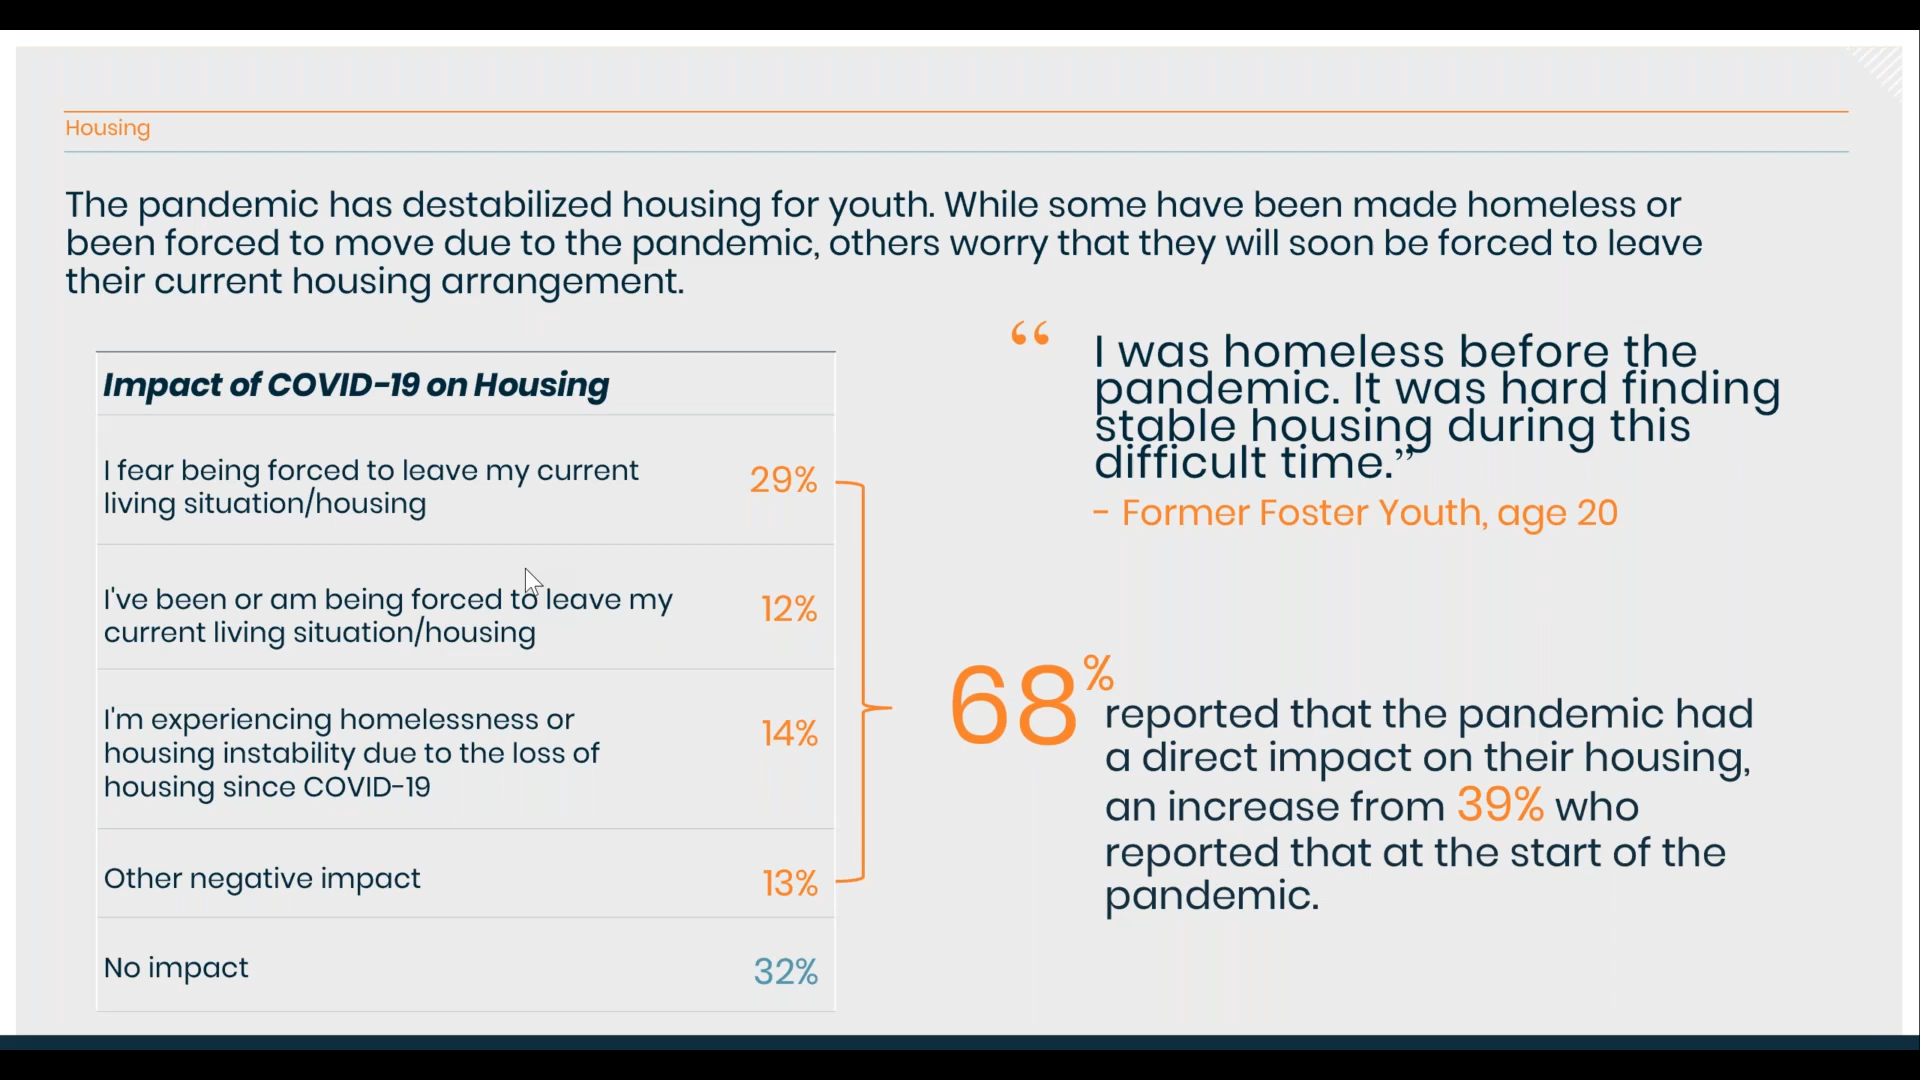 Housing
The pandemic has destabilized housing for youth. While some have been made homeless or
been forced to move due to the pandemic, others worry that they will soon be forced to leave
their current housing arrangement.
Impact of COVID-19 on Housing
I fear being forced to leave my current
living situation/housing
29%
I've been or am being forced to leave my
current living situation/housing
12%
I'm experiencing homelessness or
housing instability due to the loss of
housing since COVID-19
14%
Other negative impact
13%
No impact
32%
“ I was homeless before the
pandemic. It was hard finding
stable housing during this
difficult time.”
- Former Foster Youth, age 20
68%
reported that the pandemic had
a direct impact on their housing,
an increase from 39% who
reported that at the start of the
pandemic.